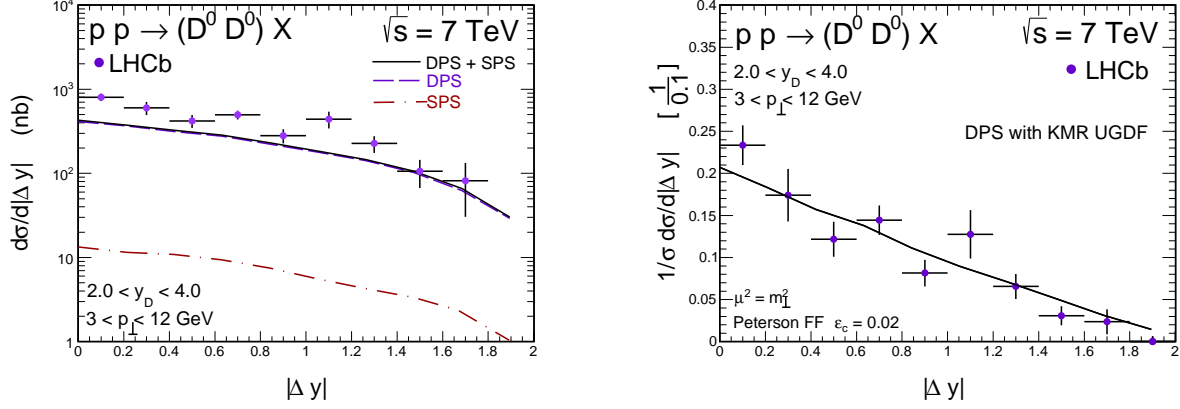 p p → (D⁰ D⁰) X √s = 7 TeV
LHCb
DPS + SPS
DPS
SPS
dσ/d|Δ y| (nb)
10⁴
10³
10²
10
1
2.0 < y_D < 4.0
3 < p_⊥ < 12 GeV
0 0.2 0.4 0.6 0.8 1 1.2 1.4 1.6 1.8 2
|Δ y|
p p → (D⁰ D⁰) X √s = 7 TeV
2.0 < y_D < 4.0
LHCb
3 < p_⊥ < 12 GeV
DPS with KMR UGDF
1/σ dσ/d|Δ y| [1/0.1]
0.4
0.35
0.3
0.25
0.2
0.15
0.1
0.05
0
μ² = m²_⊥
Peterson FF ε_c = 0.02
0 0.2 0.4 0.6 0.8 1 1.2 1.4 1.6 1.8 2
|Δ y|